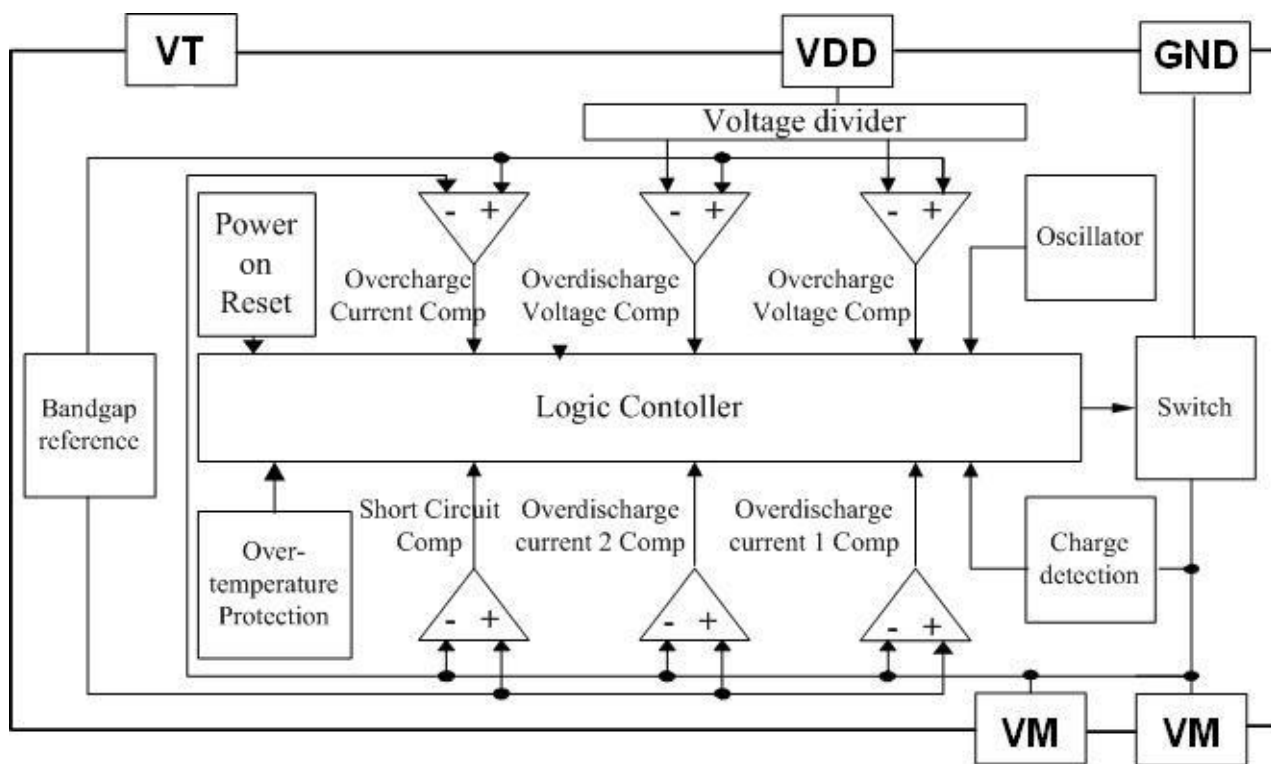 VT
VDD
GND
Voltage divider
- +
- +
- +
Power
on
Reset
Oscillator
Overcharge
Current Comp
Overdischarge
Voltage Comp
Overcharge
Voltage Comp
Bandgap
reference
Logic Contoller
Switch
Short Circuit
Comp
Overdischarge
current 2 Comp
Overdischarge
current 1 Comp
Charge
detection
Over-
temperature
Protection
- +
- +
- +
VM
VM